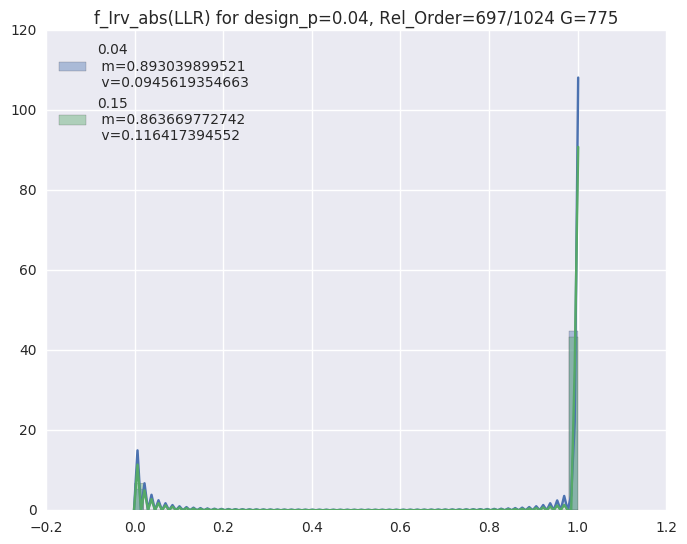 f_Irv_abs(LLR) for design_p=0.04, Rel_Order=697/1024 G=775
120
100
80
60
40
20
0
0.04
m=0.893039899521
v=0.0945619354663
0.15
m=0.863669772742
v=0.116417394552
−0.2 0.0 0.2 0.4 0.6 0.8 1.0 1.2